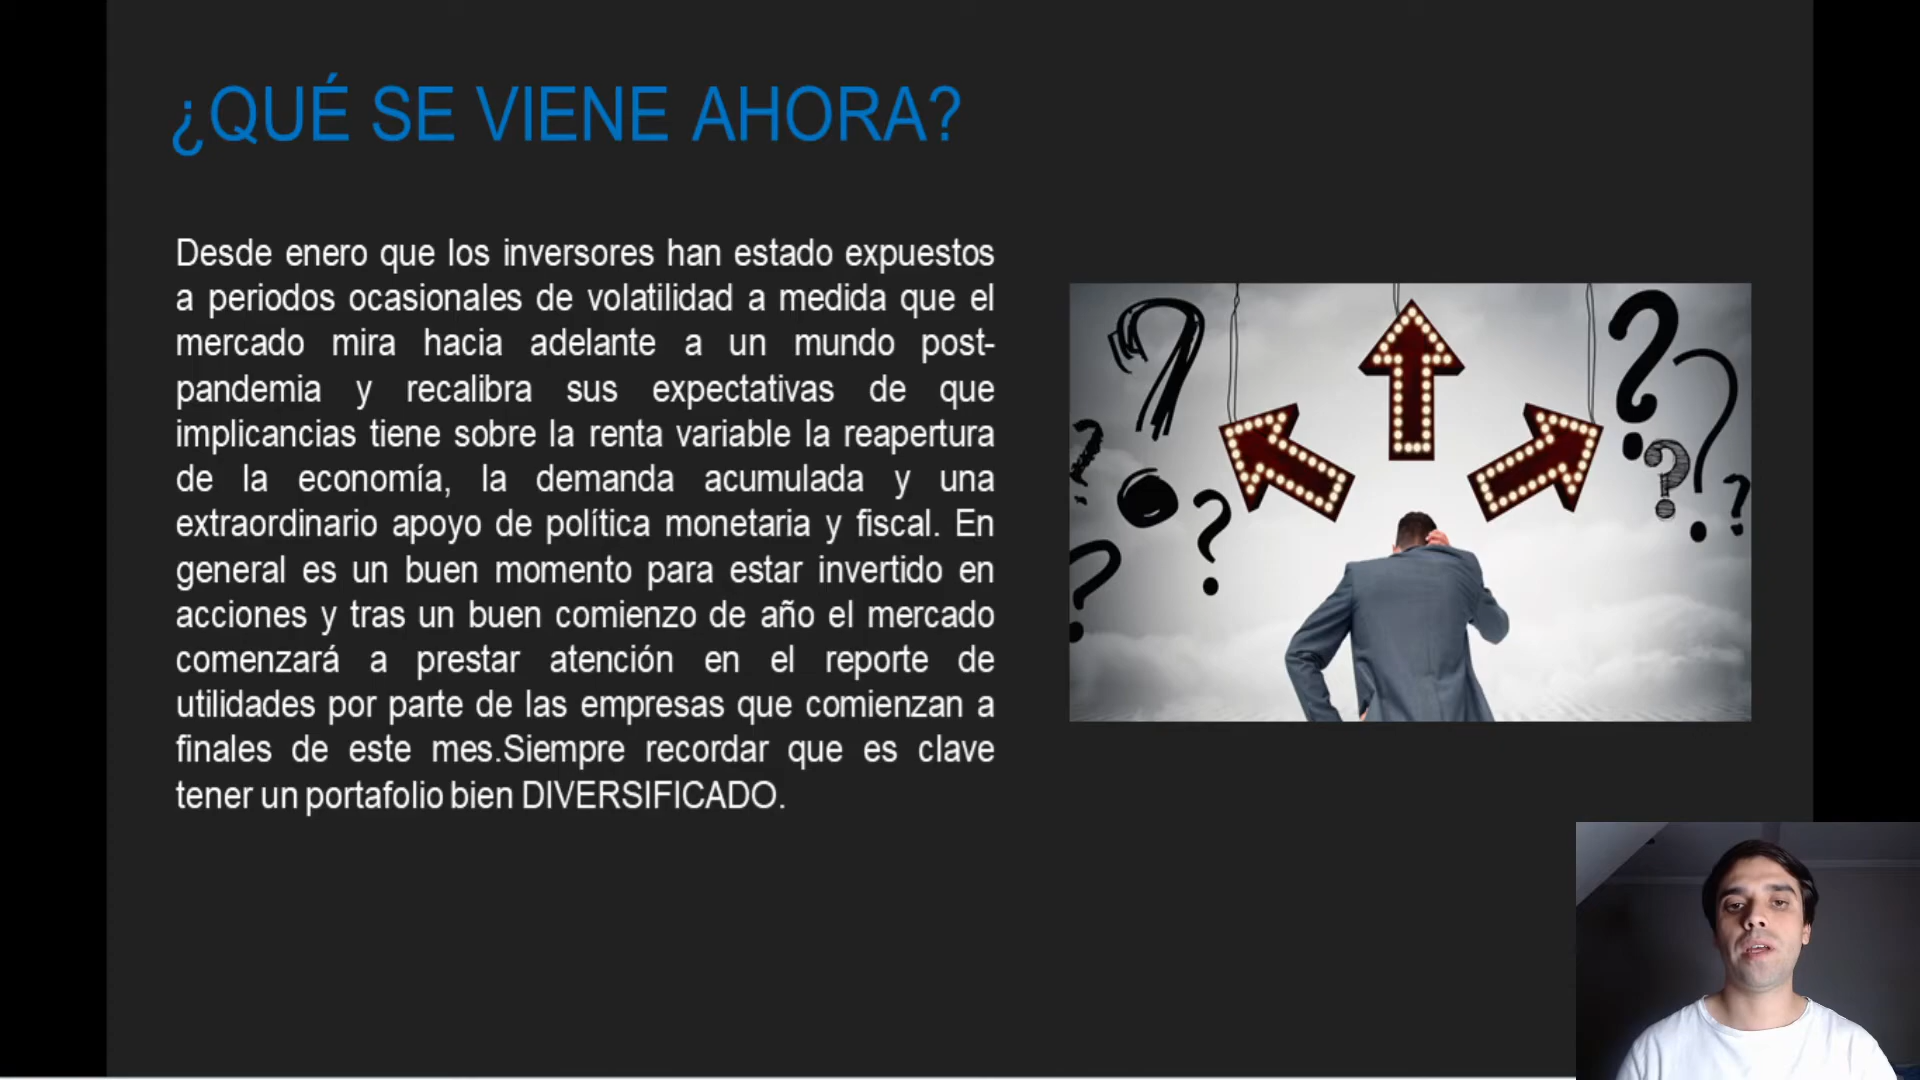 ¿QUÉ SE VIENE AHORA?
Desde enero que los inversores han estado expuestos
a periodos ocasionales de volatilidad a medida que el
mercado mira hacia adelante a un mundo post-
pandemia y recalibra sus expectativas de que
implicancias tiene sobre la renta variable la reapertura
de la economía, la demanda acumulada y una
extraordinario apoyo de política monetaria y fiscal. En
general es un buen momento para estar invertido en
acciones y tras un buen comienzo de año el mercado
comenzará a prestar atención en el reporte de
utilidades por parte de las empresas que comienzan a
finales de este mes.Siempre recordar que es clave
tener un portafolio bien DIVERSIFICADO.